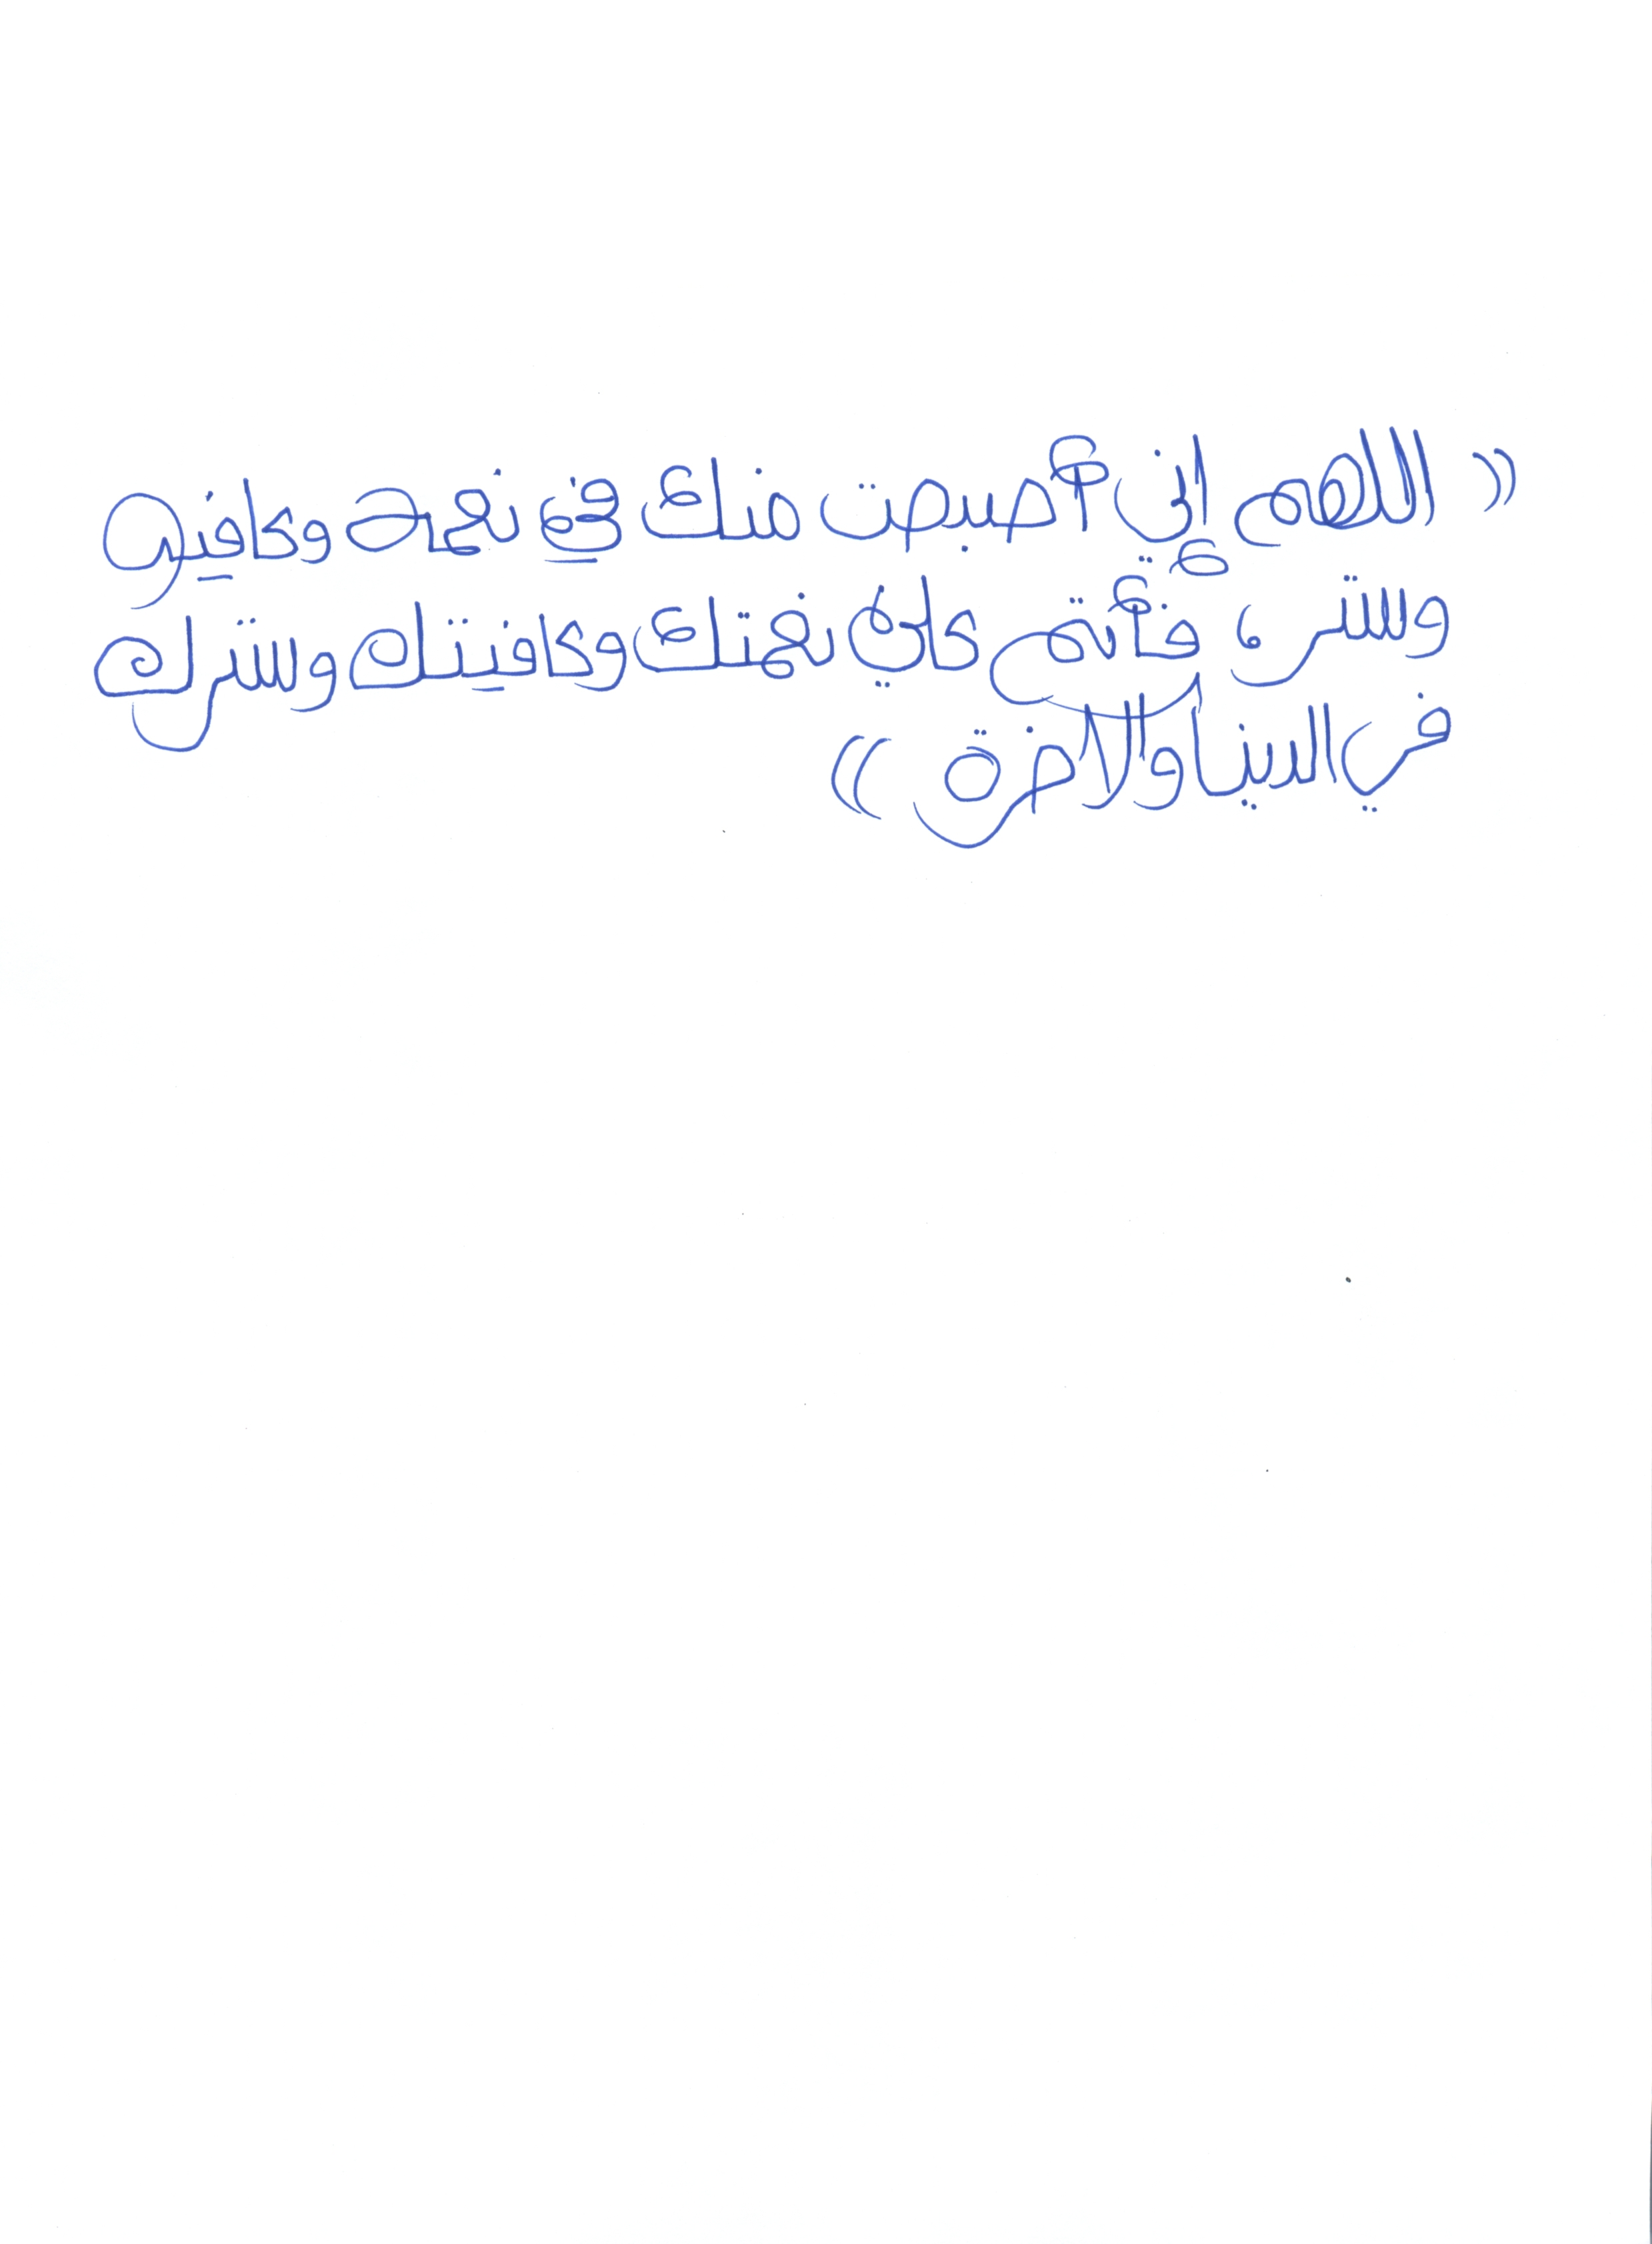 (( اللهم إني أصبحت منك في نعمة وعافية
وستر، فأتم علي نعمتك وعافيتك وسترك
في الدنيا والآخرة ))